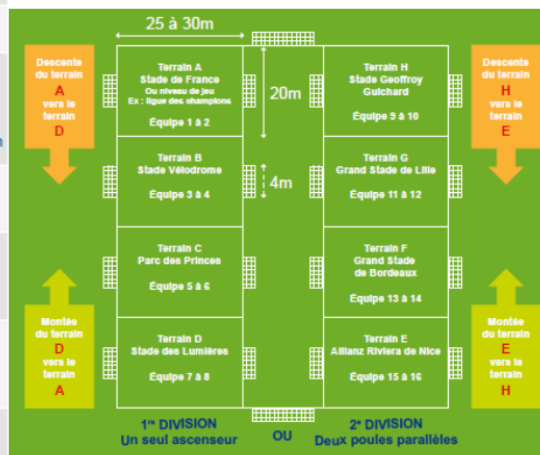 25 à 30m
Descente
du terrain
A
vers le
terrain
D
Terrain A
Stade de France
Ou niveau de jeu
Ex : ligue des champions
Équipe 1 à 2
20m
Terrain H
Stade Geoffroy
Guichard
Équipe 9 à 10
Descente
du terrain
H
vers le
terrain
E
Terrain B
Stade Vélodrome
Équipe 3 à 4
4m
Terrain G
Grand Stade de Lille
Équipe 11 à 12
Terrain C
Parc des Princes
Équipe 5 à 6
Terrain F
Grand Stade
de Bordeaux
Équipe 13 à 14
Montée
du terrain
D
vers le
terrain
A
Terrain D
Stade des Lumières
Équipe 7 à 8
Terrain E
Allianz Riviera de Nice
Équipe 15 à 16
Montée
du terrain
E
vers le
terrain
H
1re DIVISION
Un seul ascenseur
OU
2e DIVISION
Deux poules parallèles